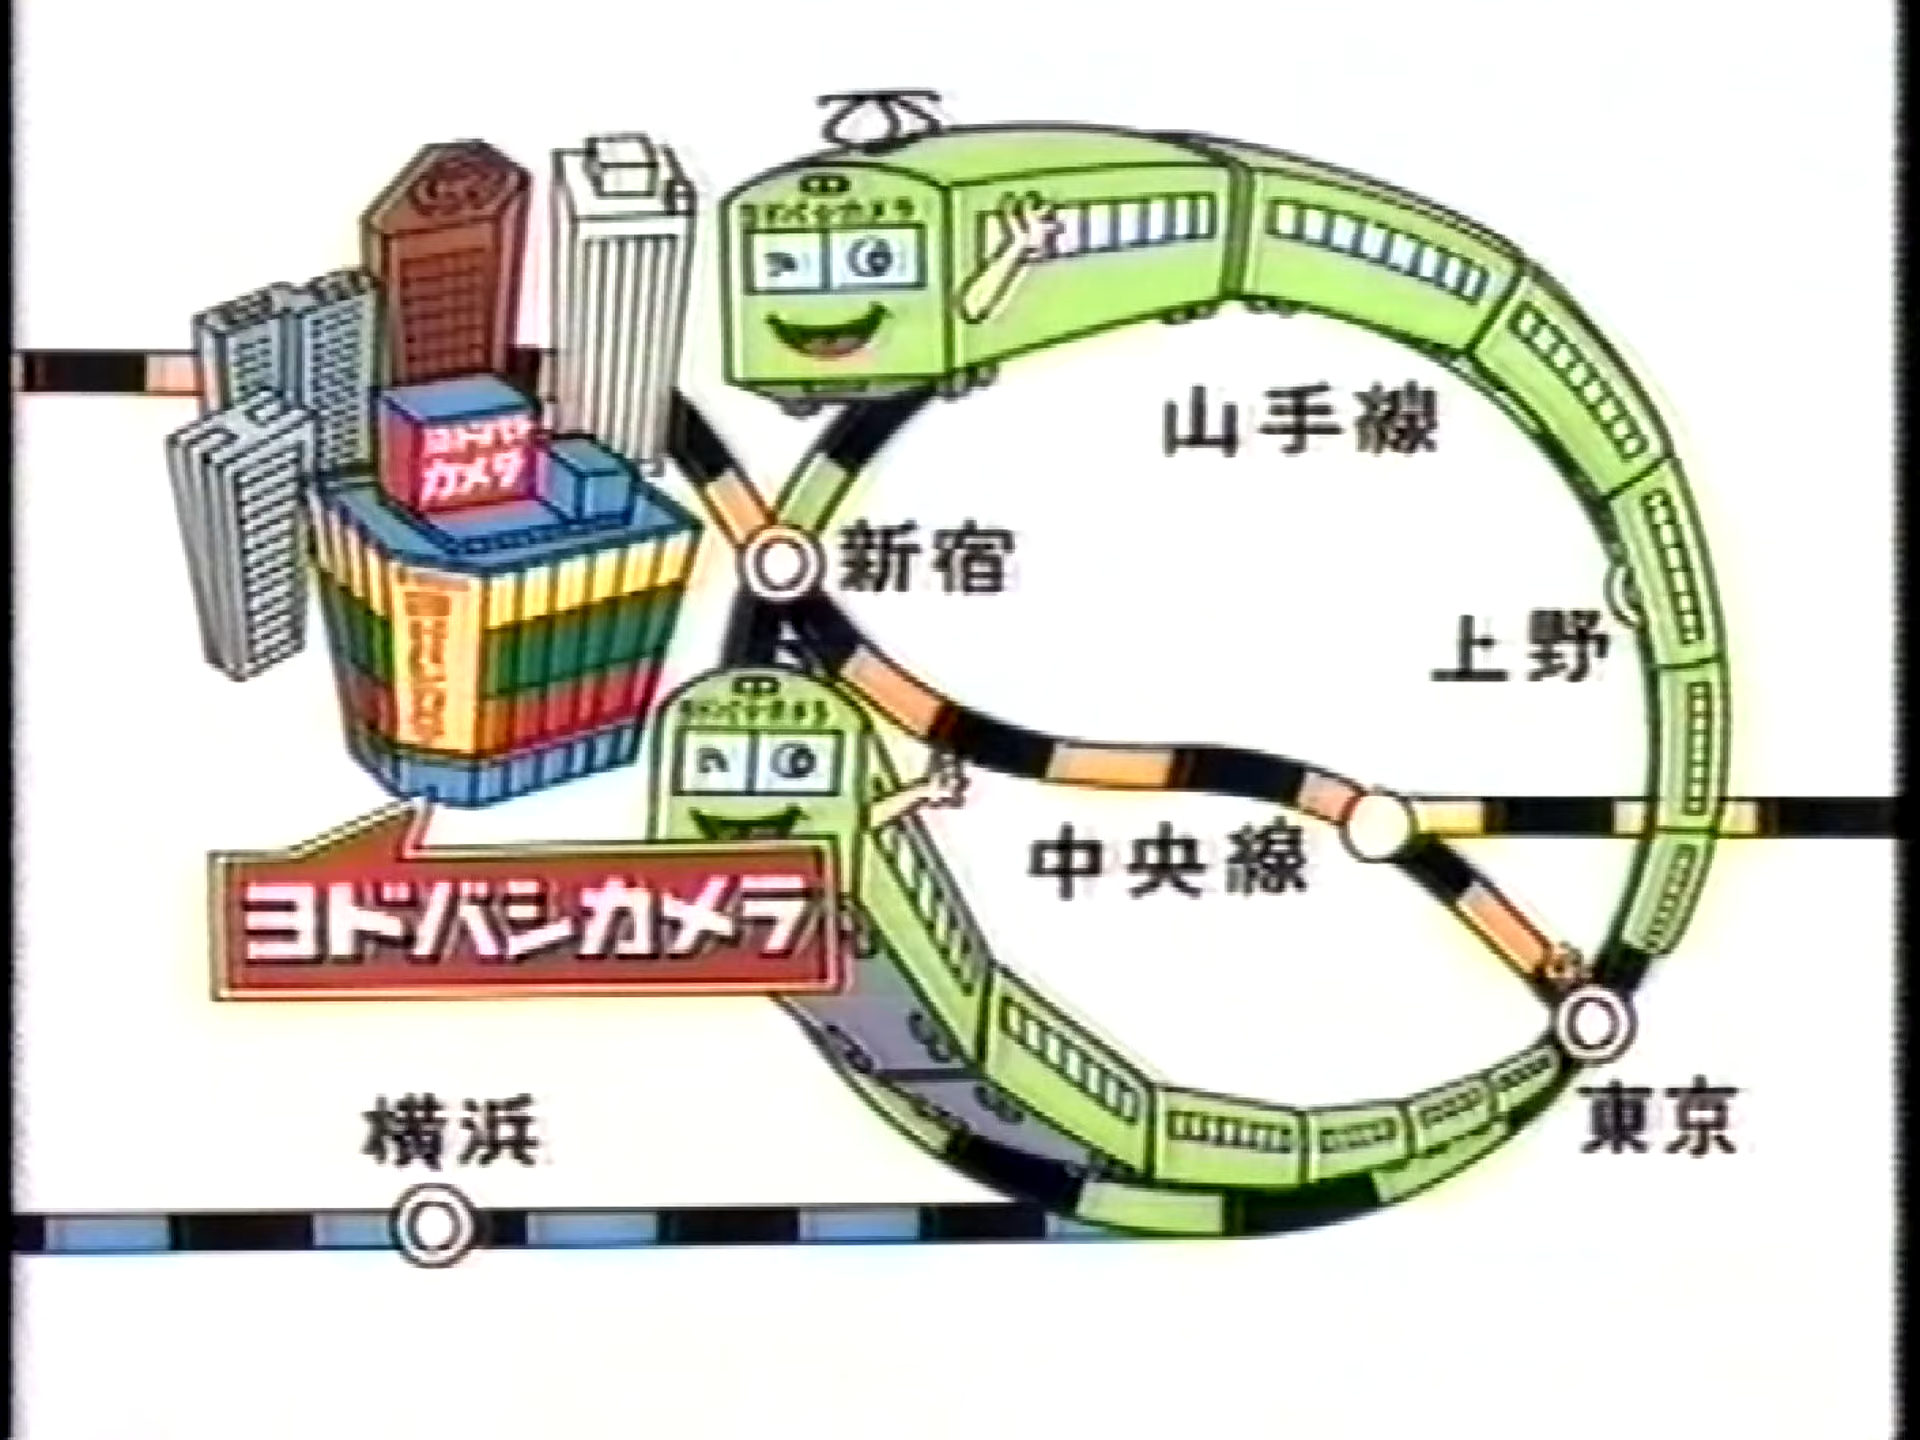 ヨドバシ
カメラ
山手線
新宿
上野
中央線
ヨドバシカメラ
東京
横浜